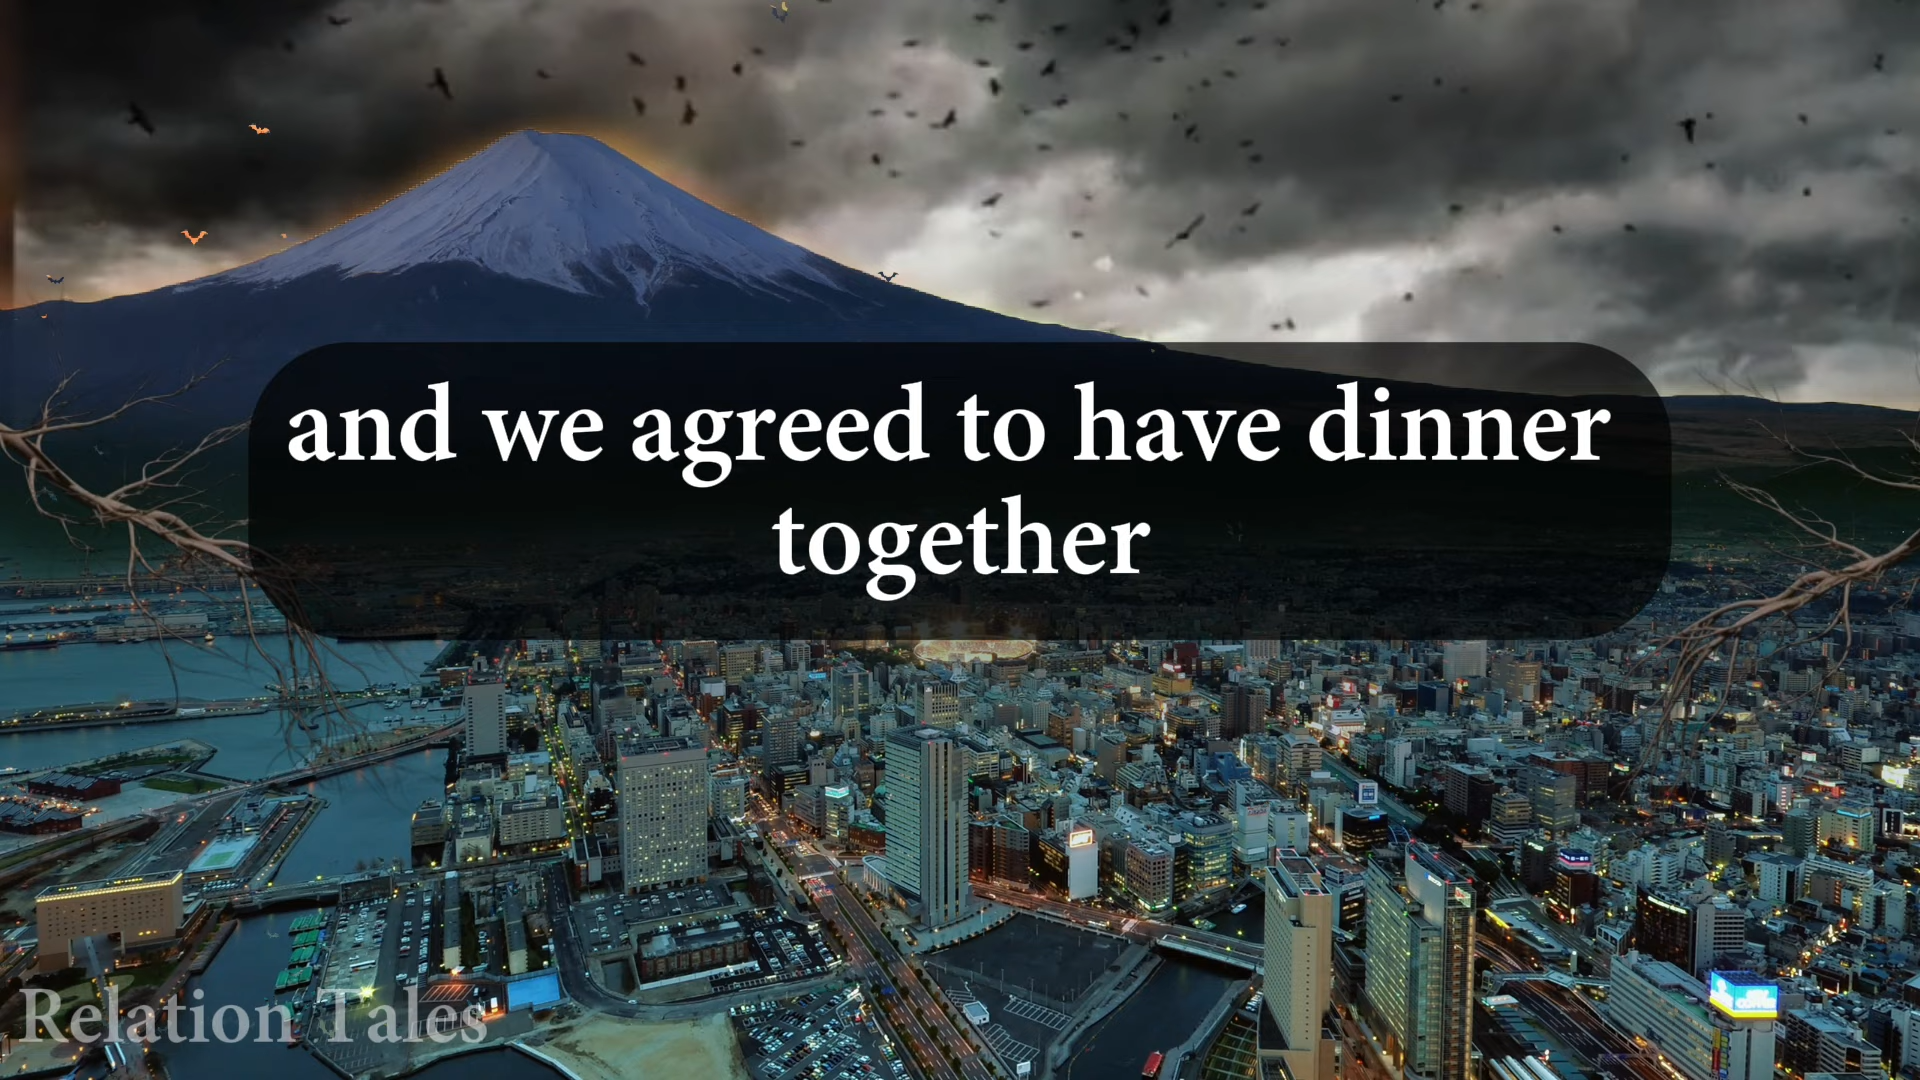 and we agreed to have dinner
together
Relation Tales